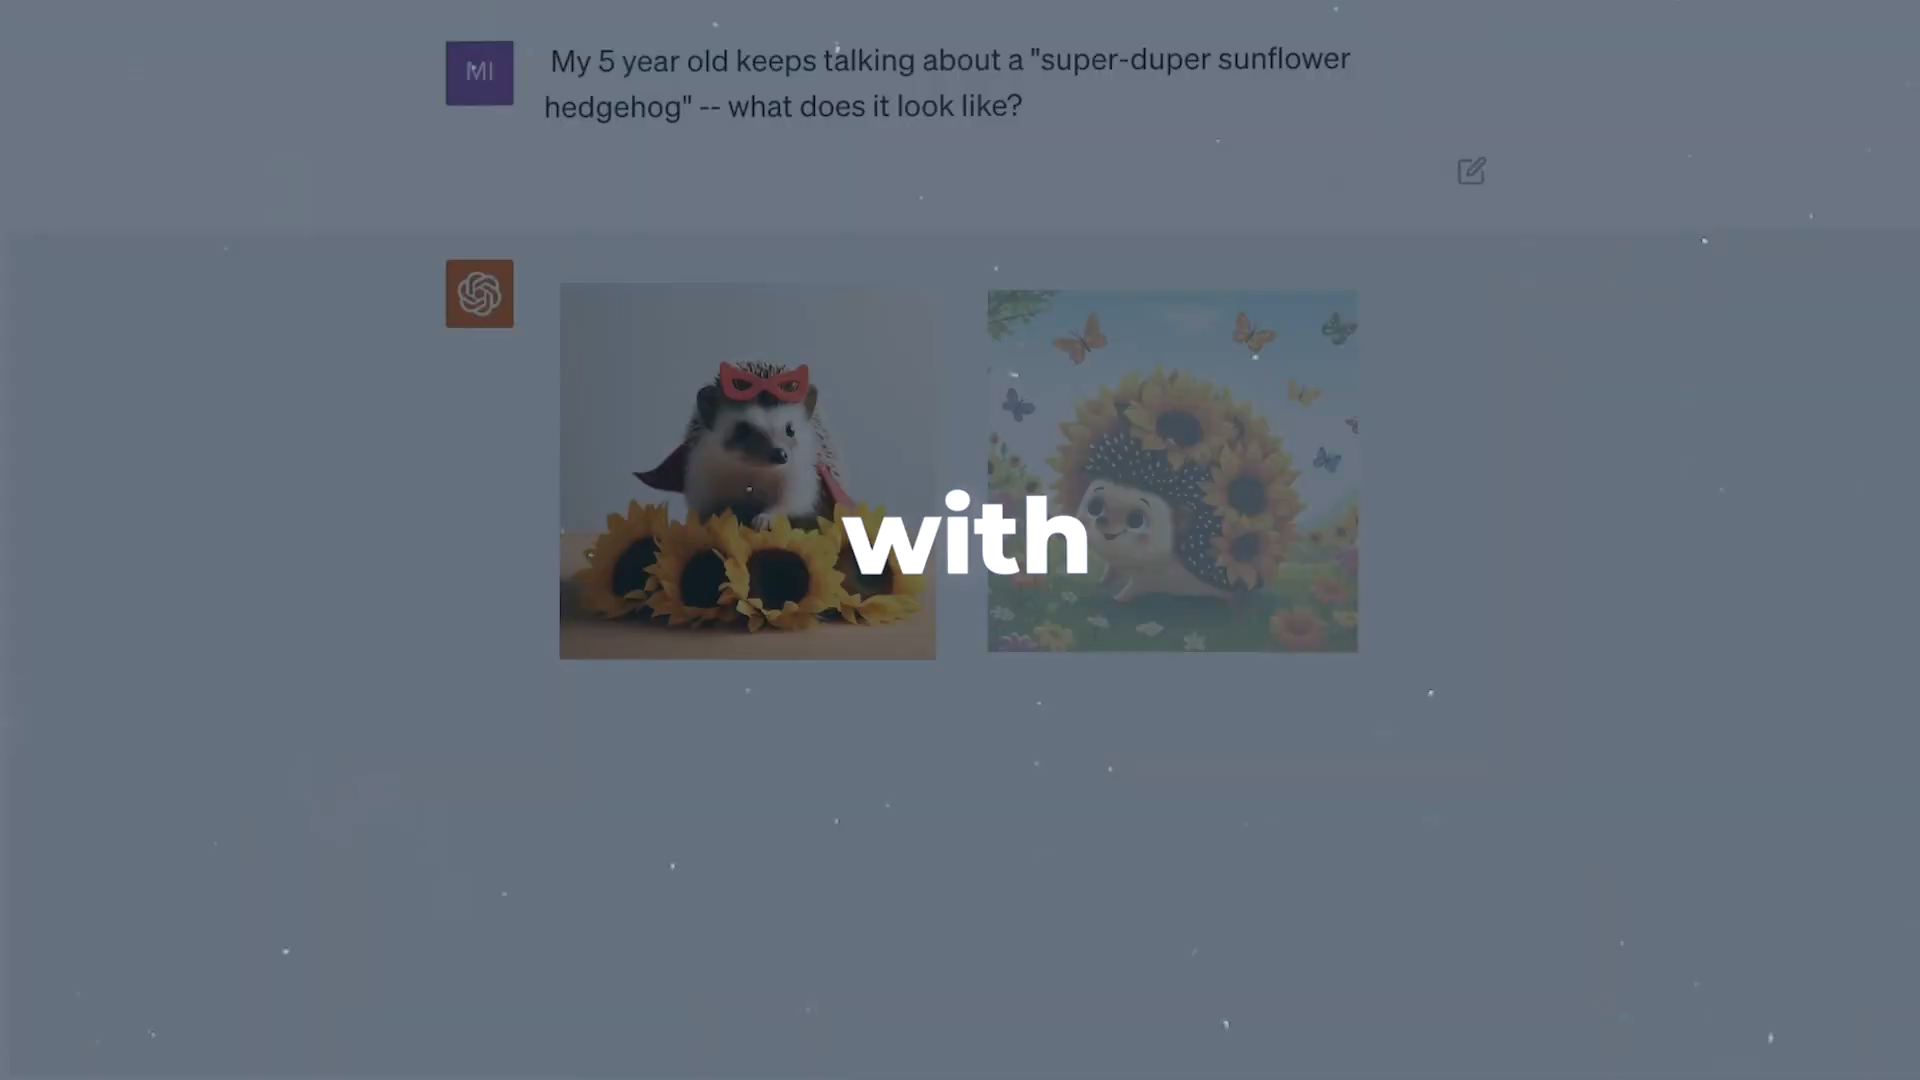 MI
My 5 year old keeps talking about a "super-duper sunflower
hedgehog" -- what does it look like?
with